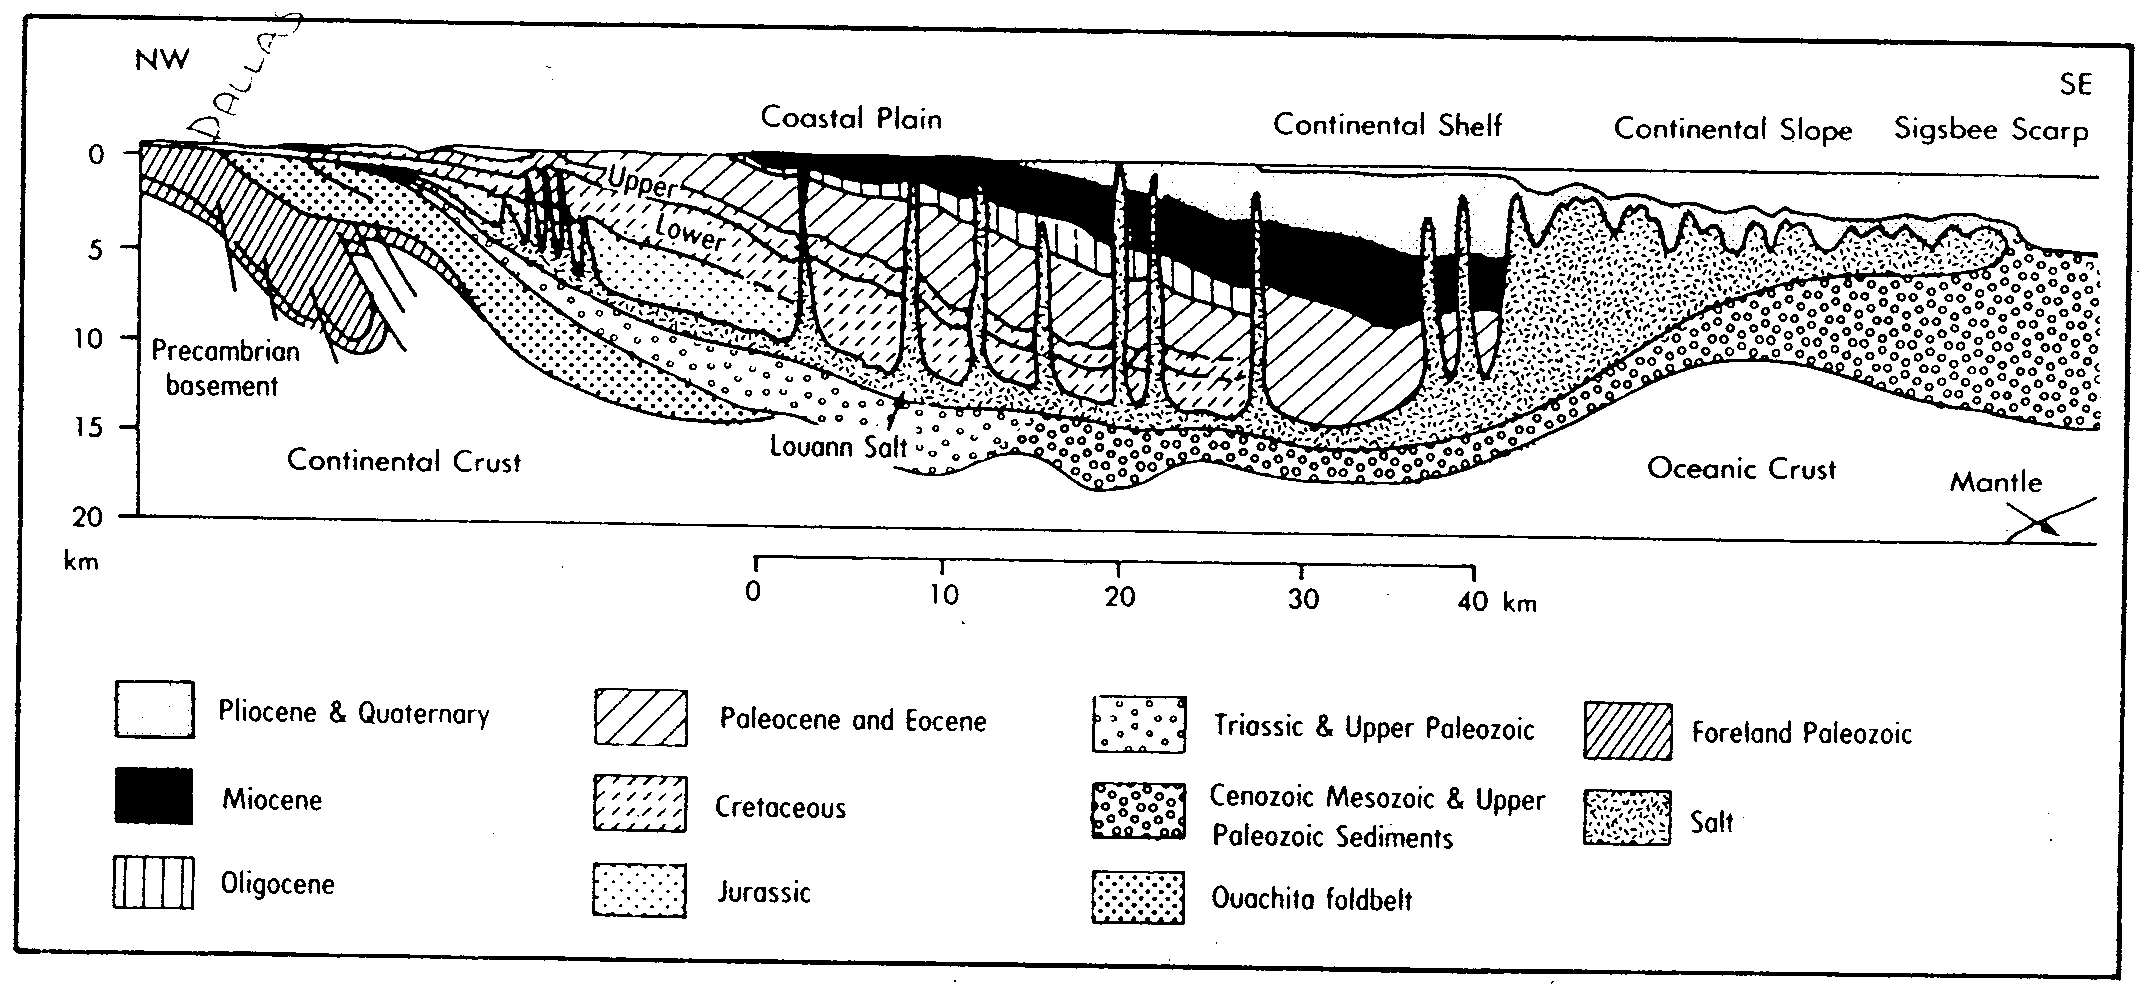 NW
DALLAS
SE
Coastal Plain
Continental Shelf
Continental Slope
Sigsbee Scarp
0
5
10
15
20
km
Upper
Lower
Precambrian
basement
Louann Salt
Continental Crust
Oceanic Crust
Mantle
0 10 20 30 40 km
Pliocene & Quaternary
Paleocene and Eocene
Triassic & Upper Paleozoic
Foreland Paleozoic
Miocene
Cretaceous
Cenozoic Mesozoic & Upper
Paleozoic Sediments
Salt
Oligocene
Jurassic
Ouachita foldbelt